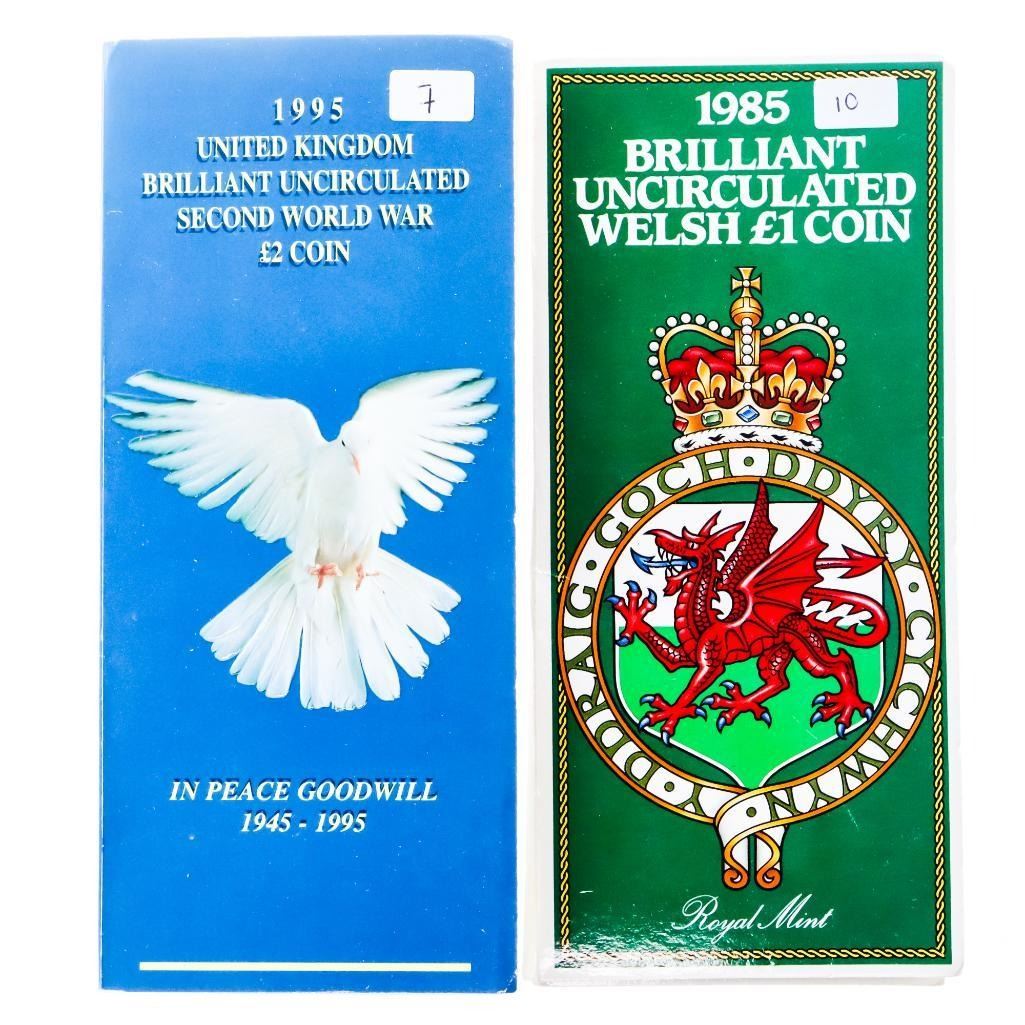 7
1995
UNITED KINGDOM
BRILLIANT UNCIRCULATED
SECOND WORLD WAR
£2 COIN
IN PEACE GOODWILL
1945 - 1995
10
1985
BRILLIANT
UNCIRCULATED
WELSH £1 COIN
Y · DDRAIG · GOCH · DDYRY · CYCHWYN ·
Royal Mint